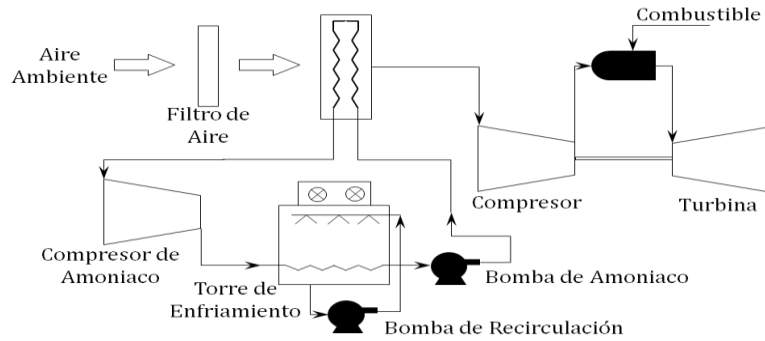 Combustible
Aire
Ambiente
Filtro de
Aire
Compresor
Turbina
Compresor de
Amoniaco
Torre de
Enfriamiento
Bomba de Amoniaco
Bomba de Recirculación